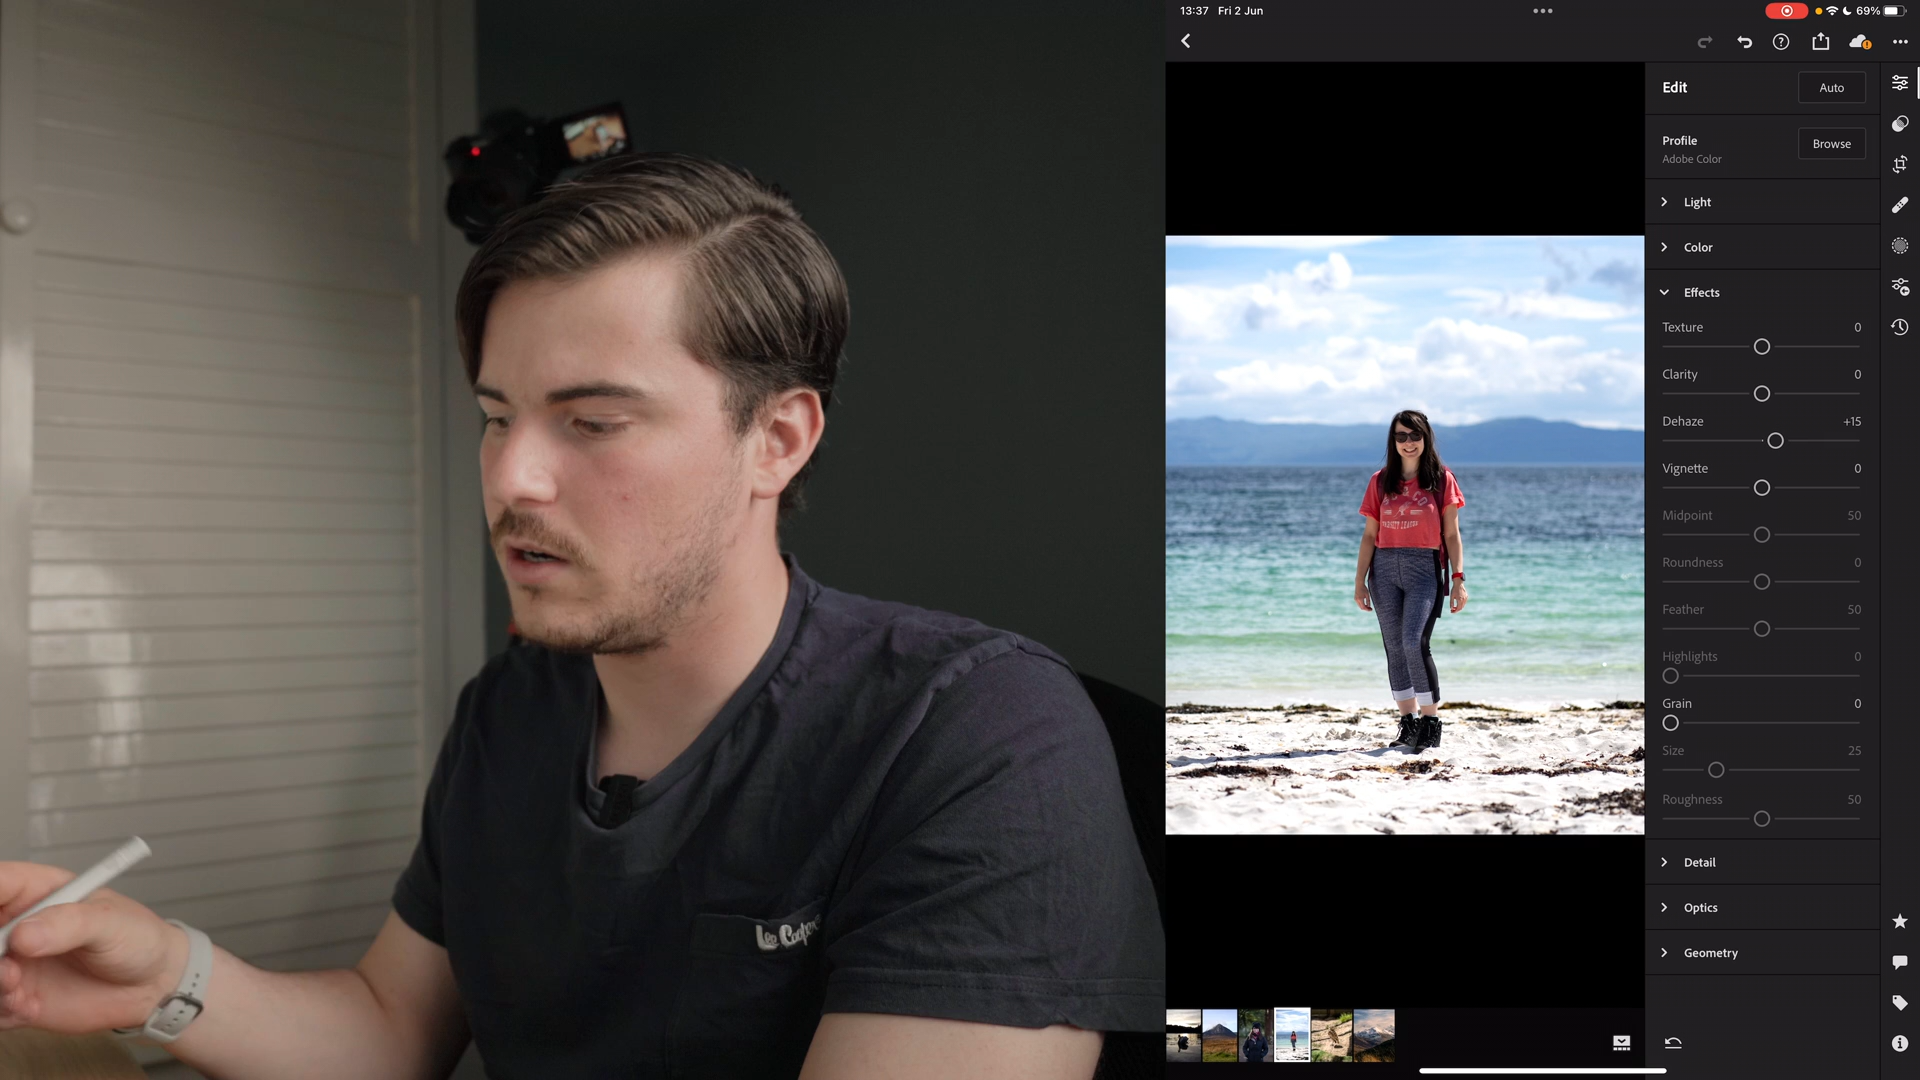 13:37 Fri 2 Jun
69%
Edit
Auto
Profile
Adobe Color
Browse
Light
Color
Effects
Texture 0
Clarity 0
Dehaze +15
Vignette 0
Midpoint 50
Roundness 0
Feather 50
Highlights 0
Grain 0
Size 25
Roughness 50
Detail
Optics
Geometry
Lee Cooper